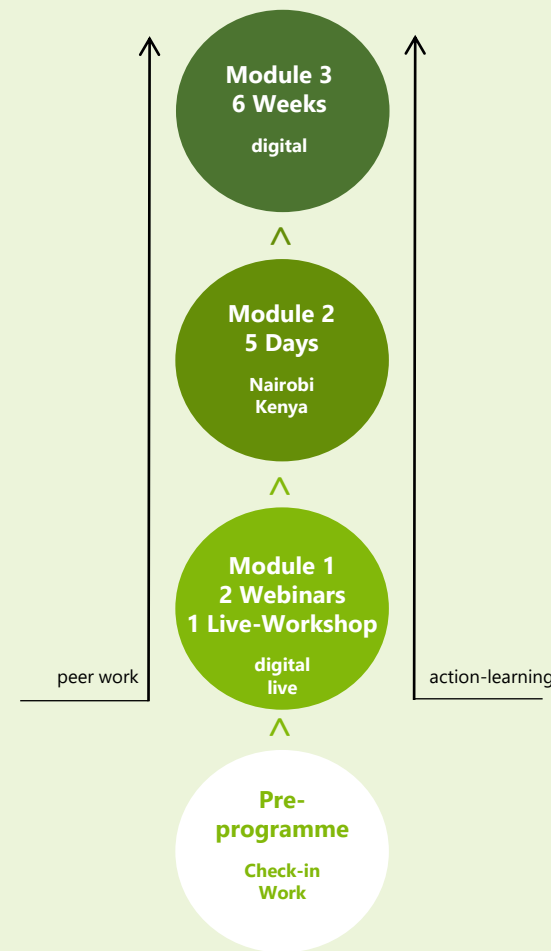 Module 3
6 Weeks
digital
Module 2
5 Days
Nairobi
Kenya
Module 1
2 Webinars
1 Live-Workshop
digital
live
peer work
action-learning
Pre-
programme
Check-in
Work